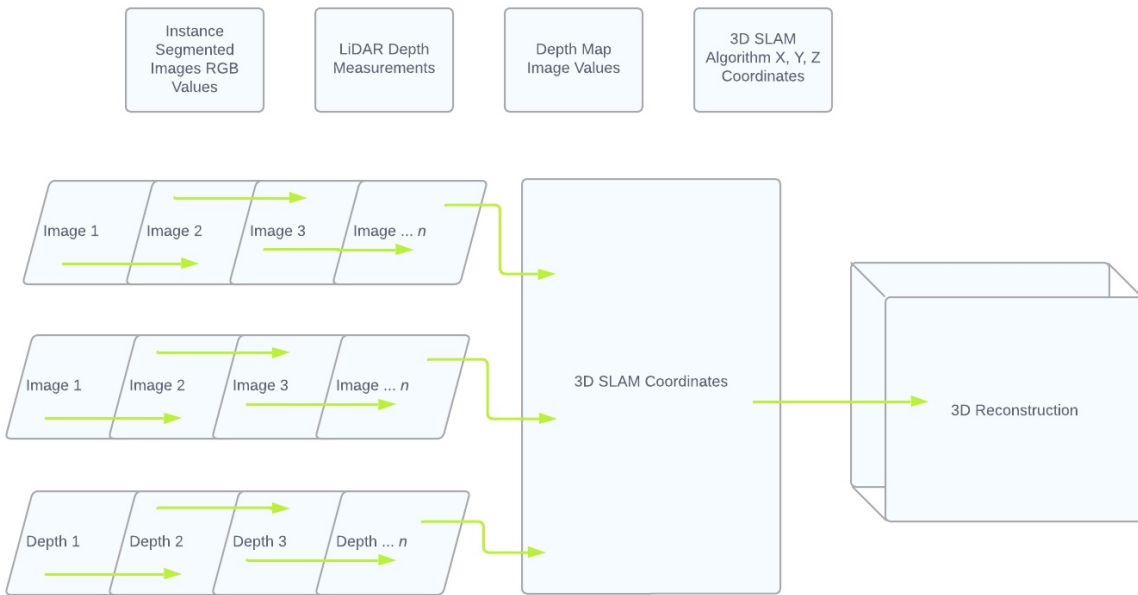 Instance
Segmented
Images RGB
Values
LiDAR Depth
Measurements
Depth Map
Image Values
3D SLAM
Algorithm X, Y, Z
Coordinates
Image 1
Image 2
Image 3
Image ... n
Image 1
Image 2
Image 3
Image ... n
Depth 1
Depth 2
Depth 3
Depth ... n
3D SLAM Coordinates
3D Reconstruction